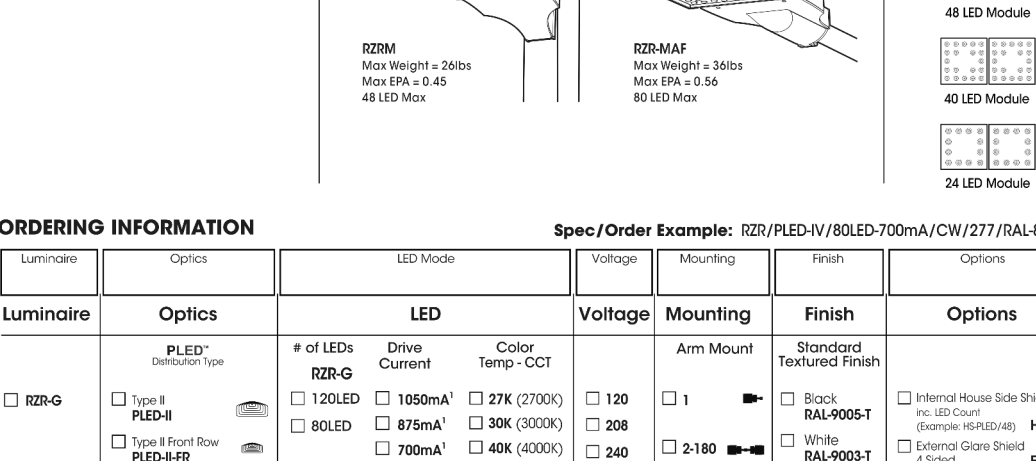 48 LED Module
RZRM
Max Weight = 26lbs
Max EPA = 0.45
48 LED Max
RZR-MAF
Max Weight = 36lbs
Max EPA = 0.56
80 LED Max
40 LED Module
24 LED Module
ORDERING INFORMATION
Spec/Order Example: RZR/PLED-IV/80LED-700mA/CW/277/RAL-
Luminaire
Optics
LED Mode
Voltage
Mounting
Finish
Options
Luminaire
Optics
LED
Voltage
Mounting
Finish
Options
PLED™
Distribution Type
# of LEDs
RZR-G
Drive
Current
Color
Temp - CCT
Arm Mount
Standard
Textured Finish
RZR-G
Type II
PLED-II
Type II Front Row
PLED-II-FR
120LED
80LED
1050mA¹
875mA¹
700mA¹
27K (2700K)
30K (3000K)
40K (4000K)
120
208
240
1
2-180
Black
RAL-9005-T
White
RAL-9003-T
Internal House Side
inc. LED Count
(Example: HS-PLED/48)
External Glare Shield
4 Sided